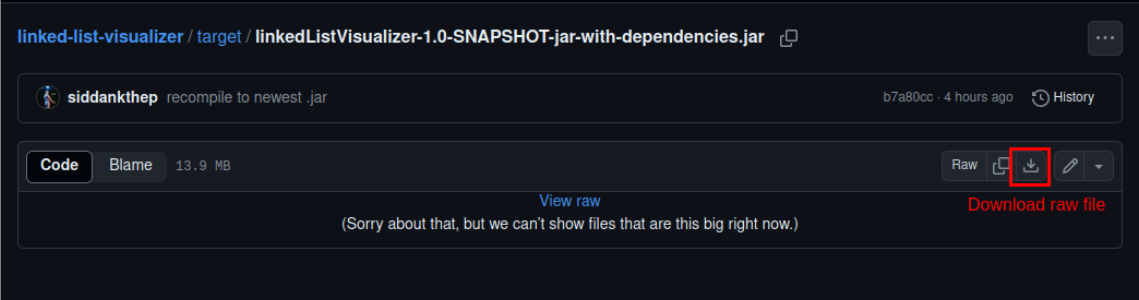 linked-list-visualizer / target / linkedListVisualizer-1.0-SNAPSHOT-jar-with-dependencies.jar
siddankthep recompile to newest .jar b7a80cc · 4 hours ago History
Code Blame 13.9 MB Raw
View raw
Download raw file
(Sorry about that, but we can't show files that are this big right now.)